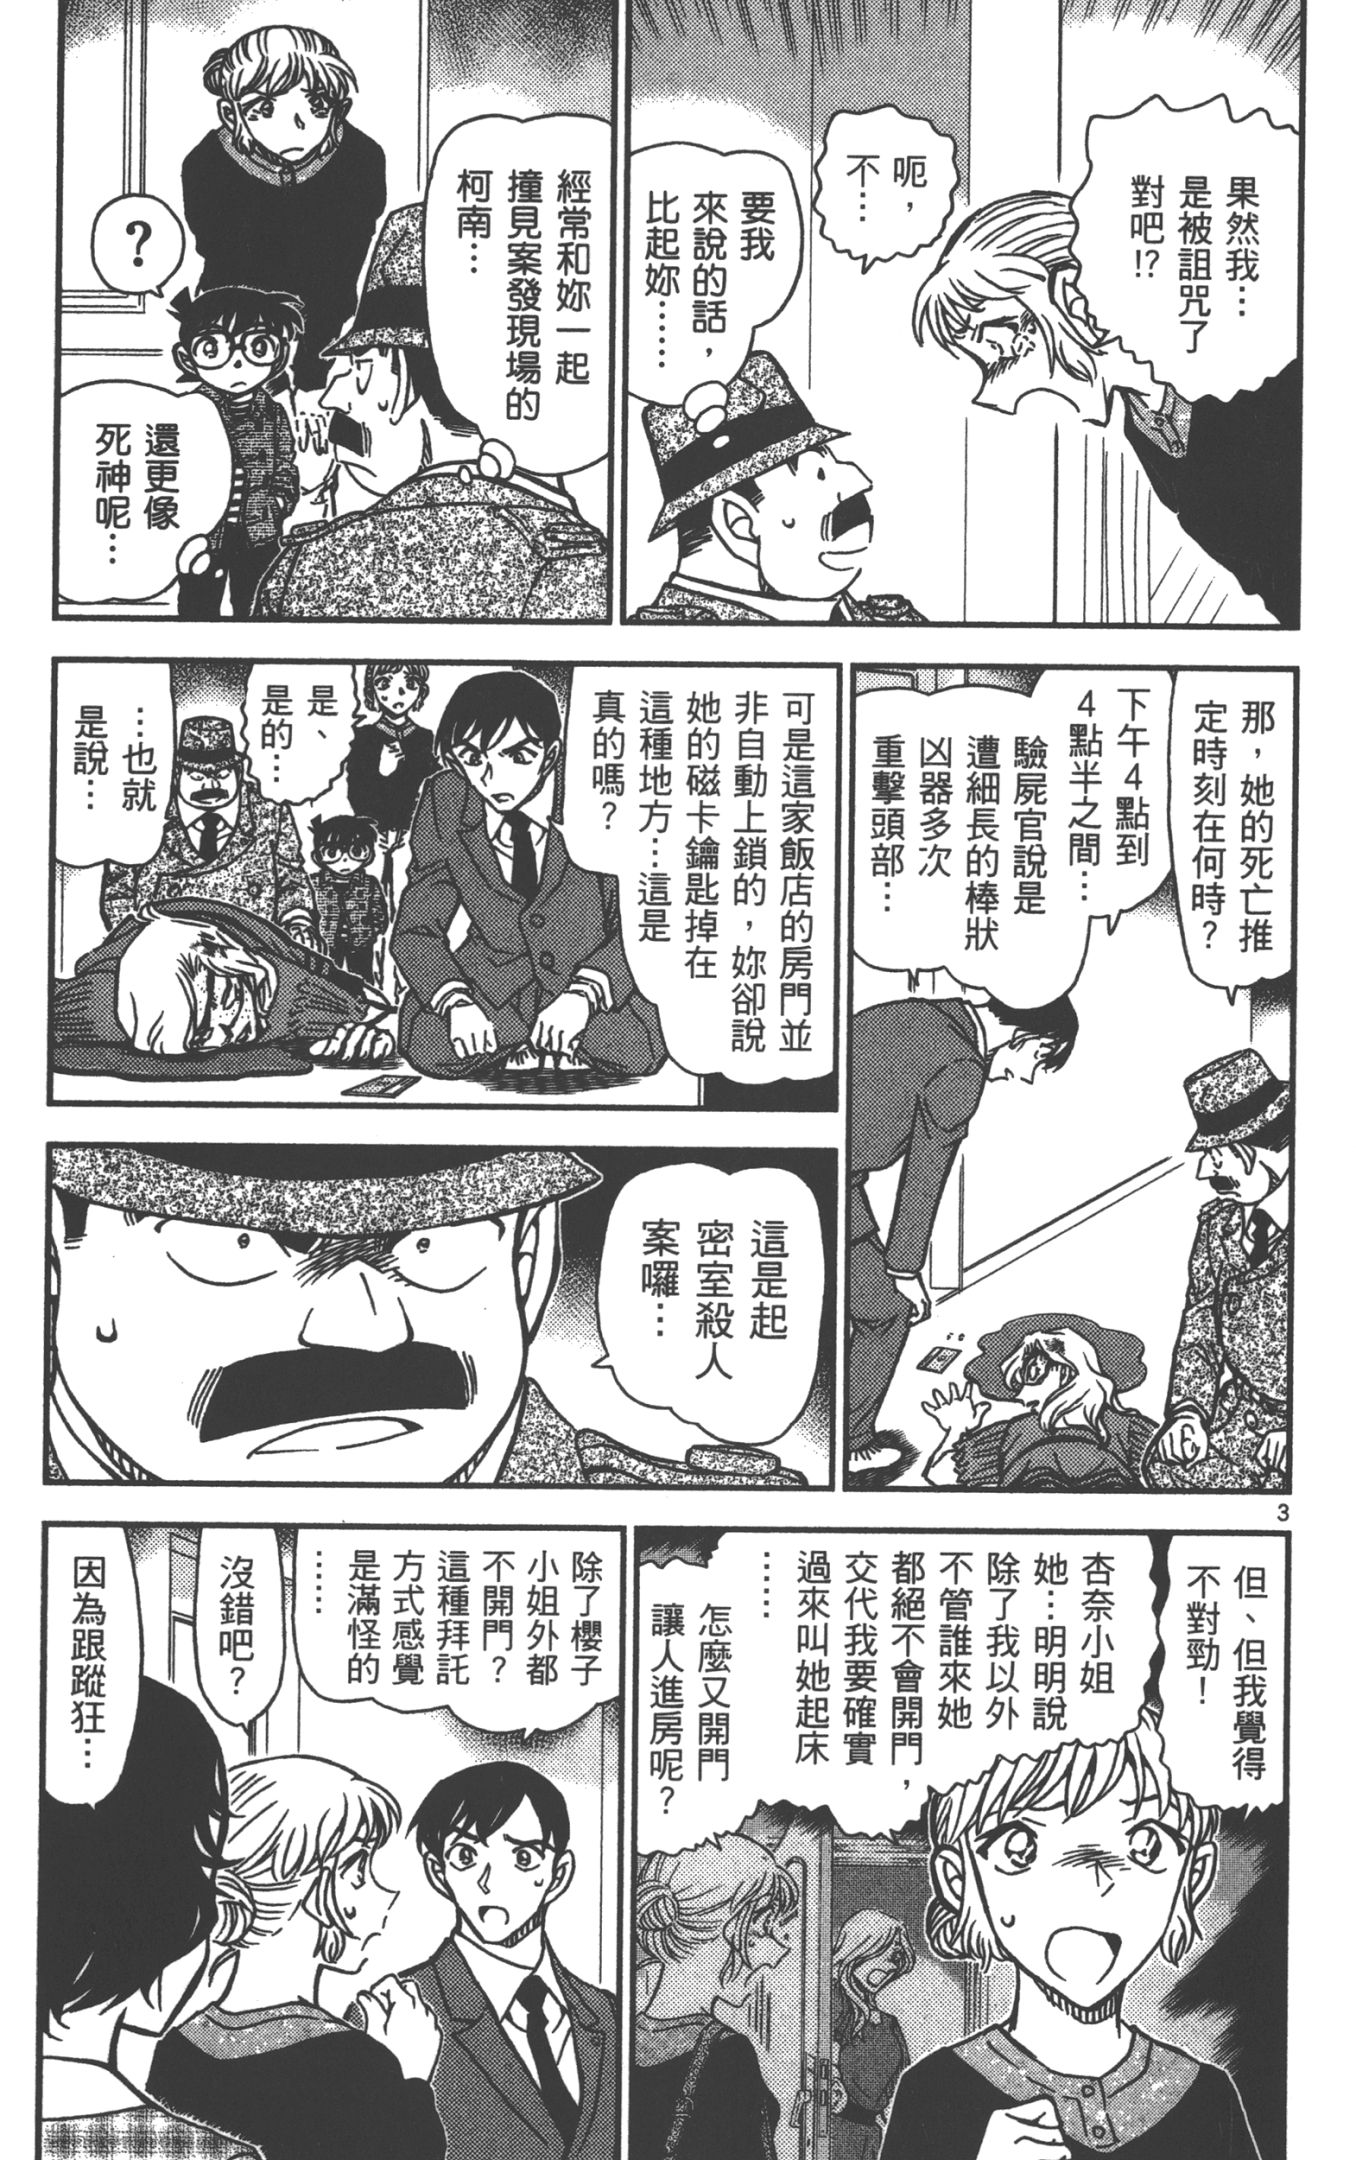 果然我…
是被詛咒了
對吧!?
呃，
不…
要我
來說的話，
比起妳……
經常和妳一起
撞見案發現場的
柯南…
?
還更像
死神呢…
那，她的死亡推
定時刻在何時？
下午4點到
4點半之間…
驗屍官說是
遭細長的棒狀
凶器多次
重擊頭部…
可是這家飯店的房門並
非自動上鎖的，妳卻說
她的磁卡鑰匙掉在
這種地方…這是
真的嗎？
是、
是的…
…也就
是說…
這是起
密室殺人
案囉…
3
但、但我覺得
不對勁！
杏奈小姐
她…明明說
除了我以外
不管誰來她
都絕不會開門，
交代我要確實
過來叫她起床
……
怎麼又開門
讓人進房呢？
除了櫻子
小姐外都
不開門？
這種拜託
方式感覺
是滿怪的
……
沒錯吧？
因為跟蹤狂…